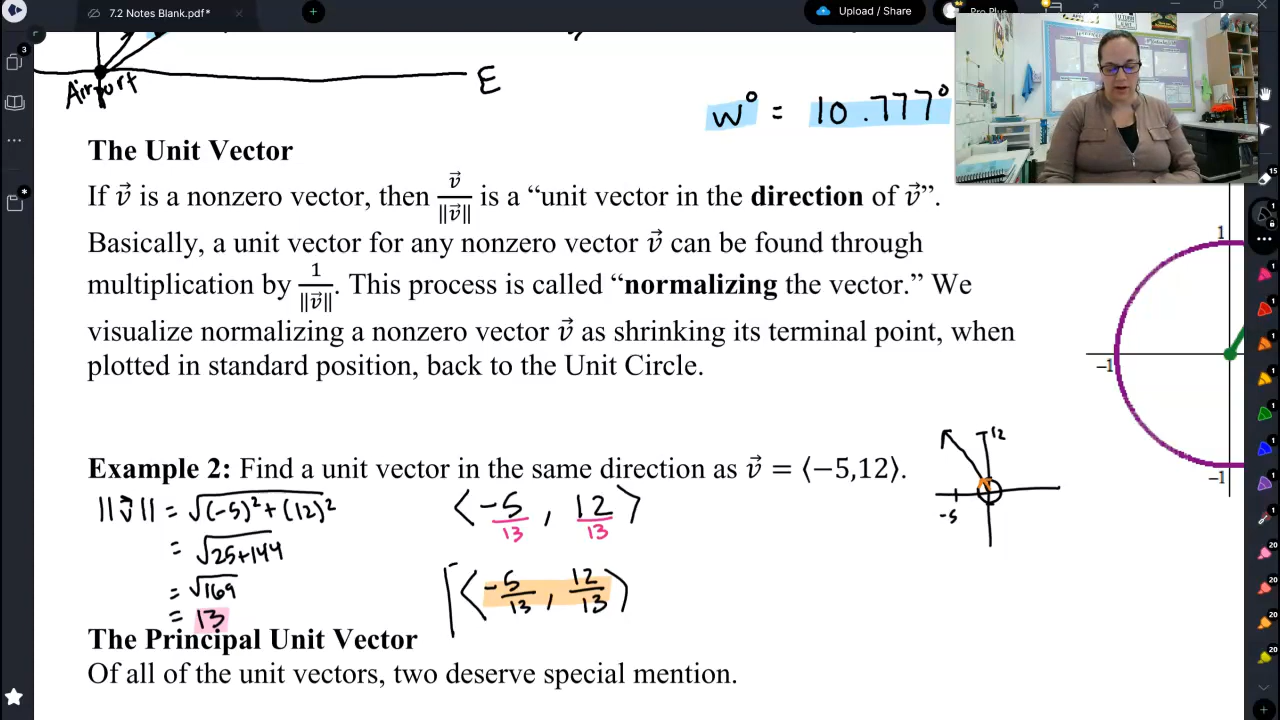 7.2 Notes Blank.pdf*
Upload / Share
Pro Plus
Airport
E
w° = 10.777°
The Unit Vector
If v⃗ is a nonzero vector, then v⃗/‖v⃗‖ is a “unit vector in the direction of v⃗”.
Basically, a unit vector for any nonzero vector v⃗ can be found through
multiplication by 1/‖v⃗‖. This process is called “normalizing the vector.” We
visualize normalizing a nonzero vector v⃗ as shrinking its terminal point, when
plotted in standard position, back to the Unit Circle.
1
−1
−1
Example 2: Find a unit vector in the same direction as v⃗ = ⟨−5,12⟩.
12
-5
||v⃗|| = √(-5)² + (12)²
= √25+144
= √169
= 13
⟨ -5/13 , 12/13 ⟩
⟨ -5/13 , 12/13 ⟩
The Principal Unit Vector
Of all of the unit vectors, two deserve special mention.